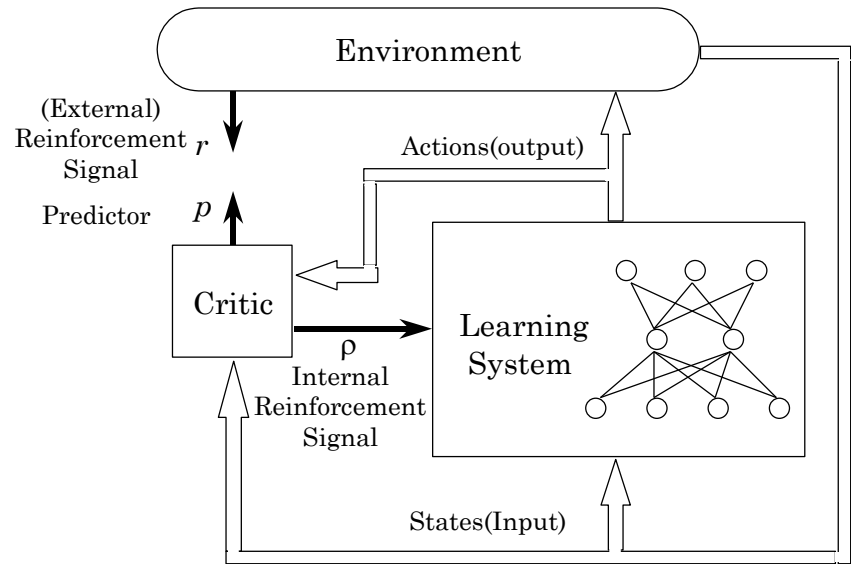 Environment
(External)
Reinforcement
Signal
r
Actions(output)
Predictor
p
Critic
Learning
System
ρ
Internal
Reinforcement
Signal
States(Input)